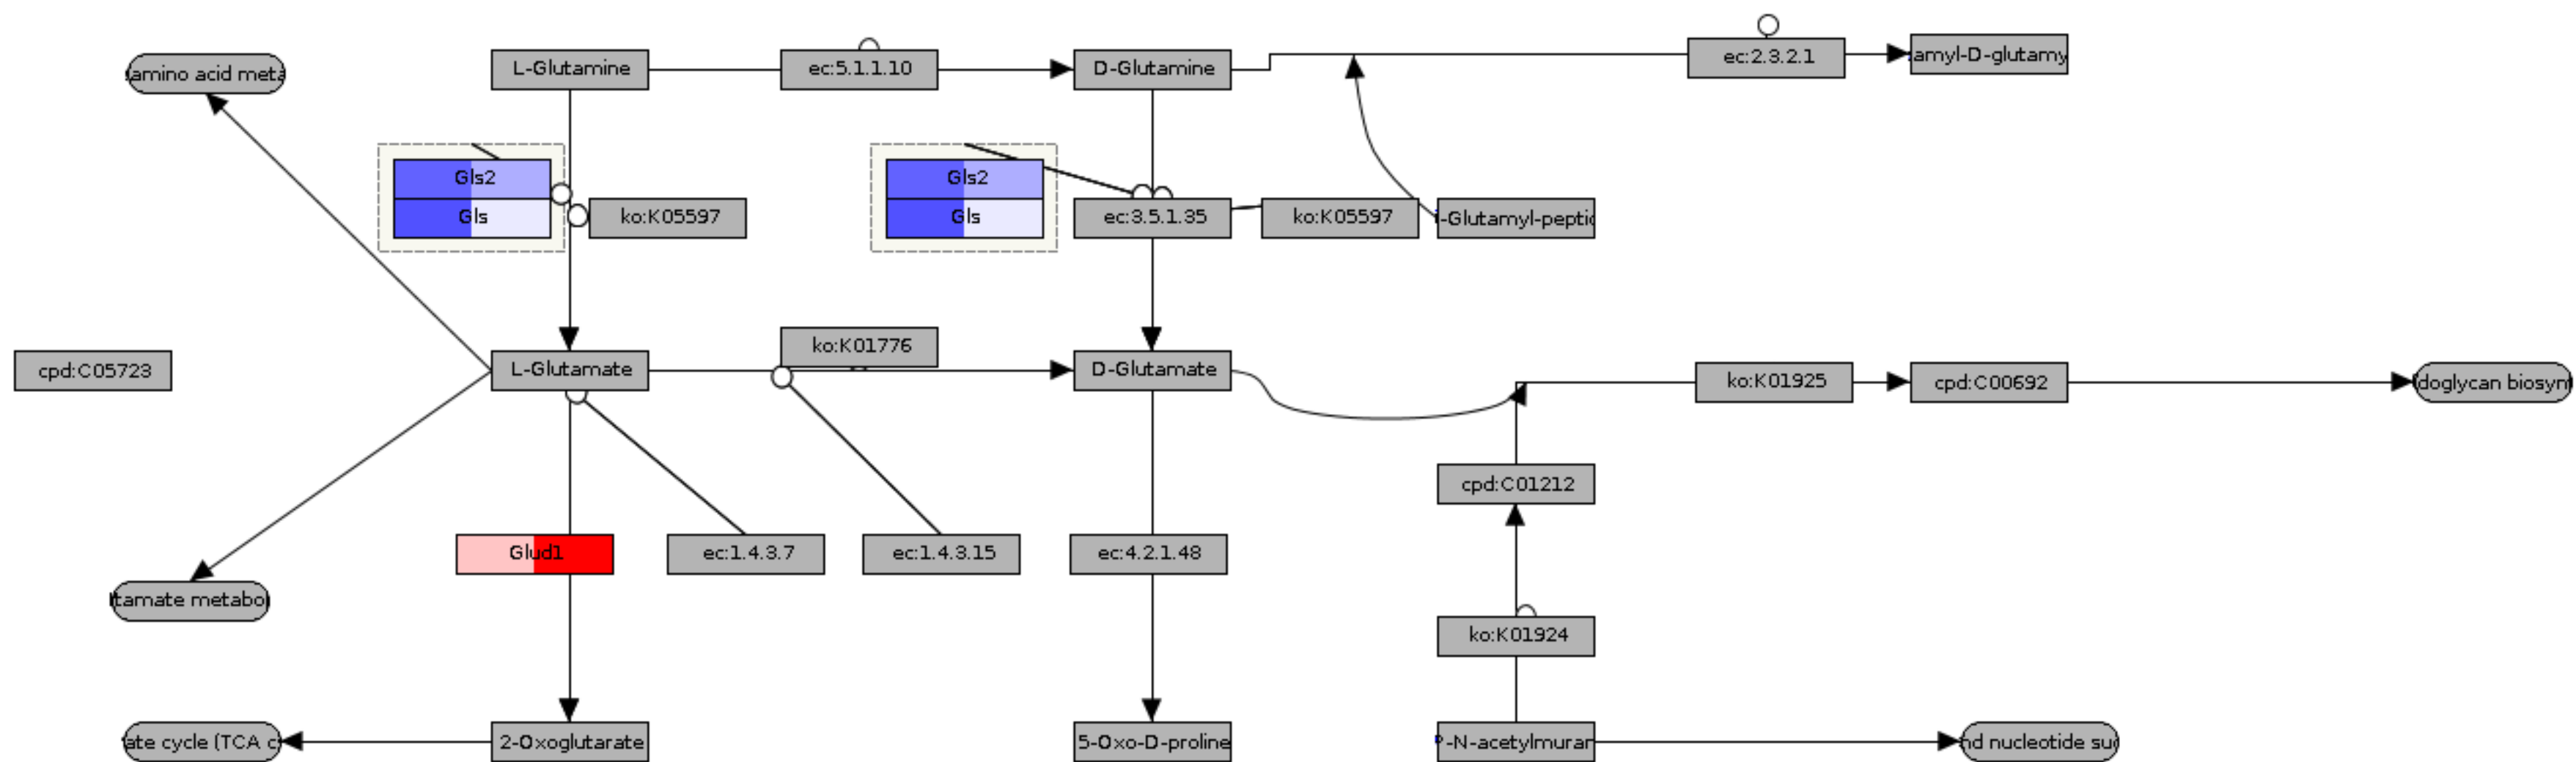 amino acid meta
L-Glutamine
ec:5.1.1.10
D-Glutamine
ec:2.3.2.1
amyl-D-glutamy
Gls2
Gls
ko:K05597
Gls2
Gls
ec:3.5.1.35
ko:K05597
-Glutamyl-peptic
cpd:C05723
L-Glutamate
ko:K01776
D-Glutamate
ko:K01925
cpd:C00692
doglycan biosyn
cpd:C01212
Glud1
ec:1.4.3.7
ec:1.4.3.15
ec:4.2.1.48
tamate metabol
ko:K01924
ate cycle (TCA c
2-Oxoglutarate
5-Oxo-D-proline
P-N-acetylmurar
nd nucleotide su